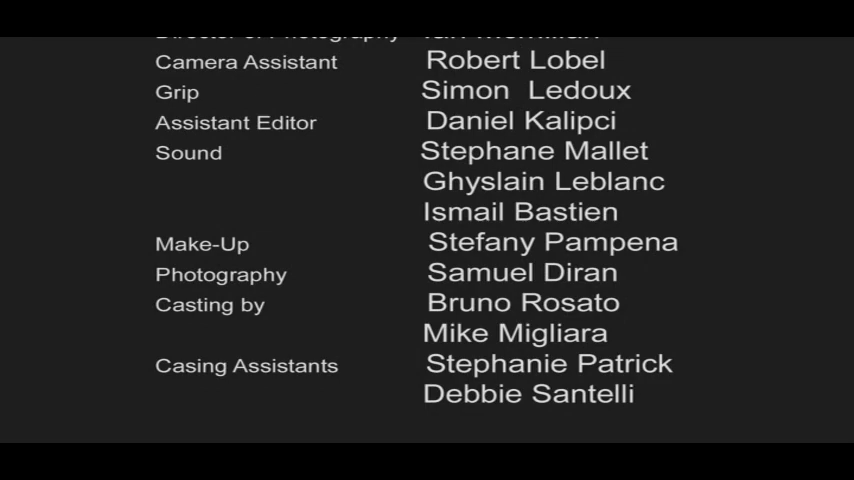 Camera Assistant Robert Lobel
Grip Simon Ledoux
Assistant Editor Daniel Kalipci
Sound Stephane Mallet
Ghyslain Leblanc
Ismail Bastien
Make-Up Stefany Pampena
Photography Samuel Diran
Casting by Bruno Rosato
Mike Migliara
Casing Assistants Stephanie Patrick
Debbie Santelli